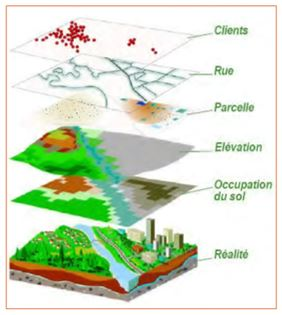 Clients
Rue
Parcelle
Elévation
Occupation
du sol
Réalité